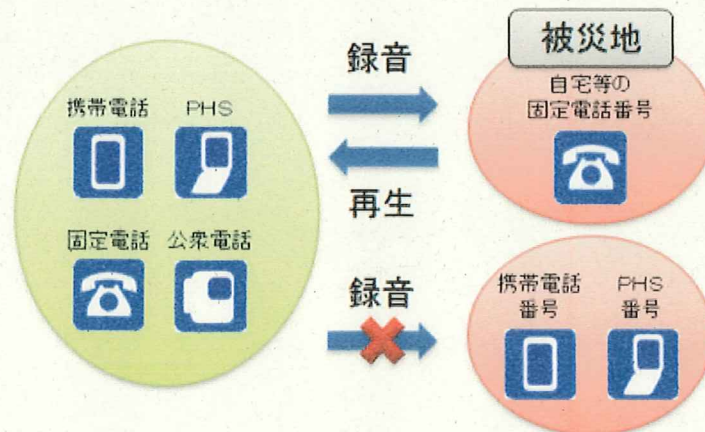 携帯電話 PHS
固定電話 公衆電話
録音
再生
録音
被災地
自宅等の
固定電話番号
携帯電話 PHS
番号 番号